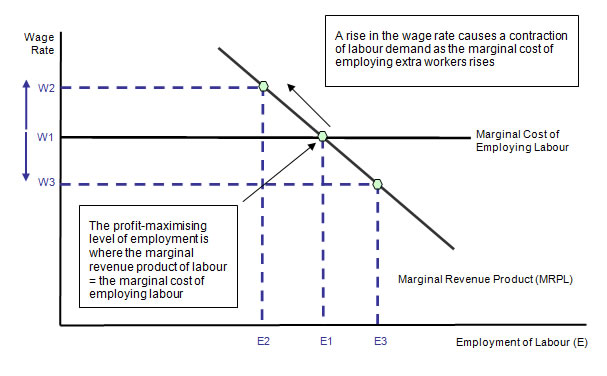 Wage
Rate
A rise in the wage rate causes a contraction
of labour demand as the marginal cost of
employing extra workers rises
W2
W1
Marginal Cost of
Employing Labour
W3
The profit-maximising
level of employment is
where the marginal
revenue product of labour
= the marginal cost of
employing labour
Marginal Revenue Product (MRPL)
E2
E1
E3
Employment of Labour (E)